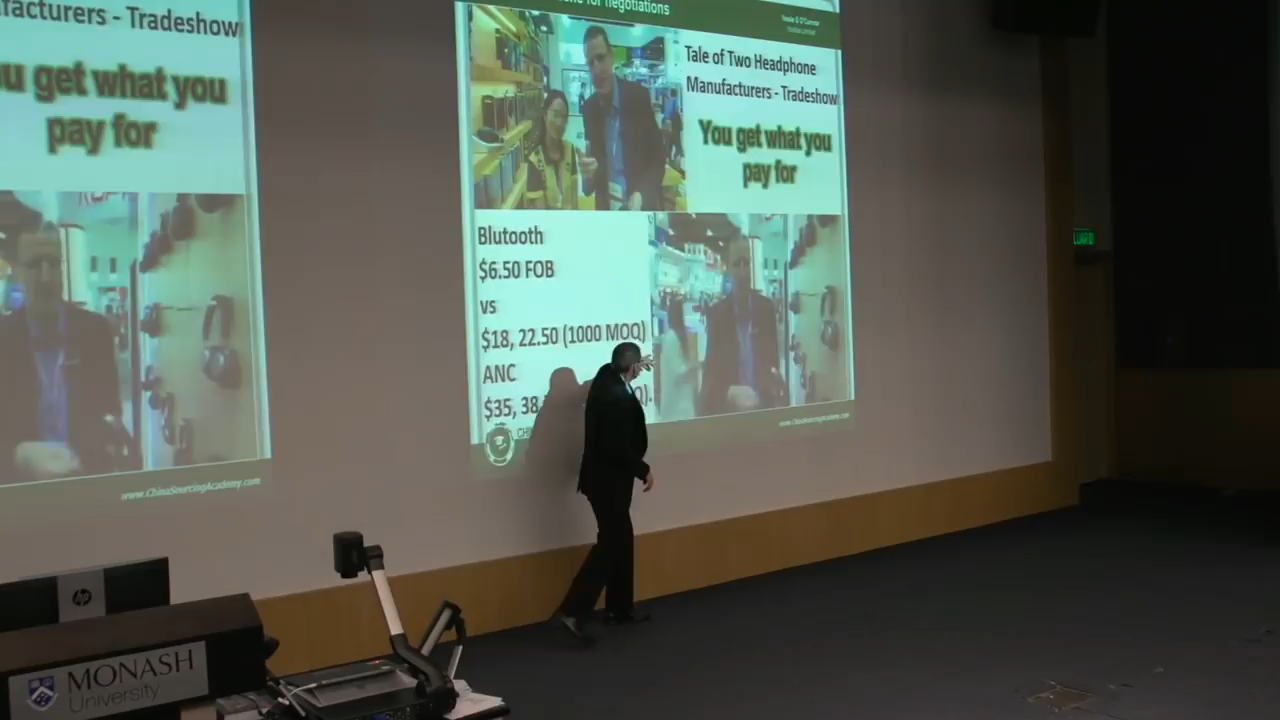 facturers - Tradeshow
u get what you
pay for
www.ChinaSourcingAcademy.com
for negotiations
Tale of Two Headphone
Manufacturers - Tradeshow
You get what you
pay for
Blutooth
$6.50 FOB
vs
$18, 22.50 (1000 MOQ)
ANC
$35, 38
Q).
www.ChinaSourcingAcademy.com
hp
MONASH
University